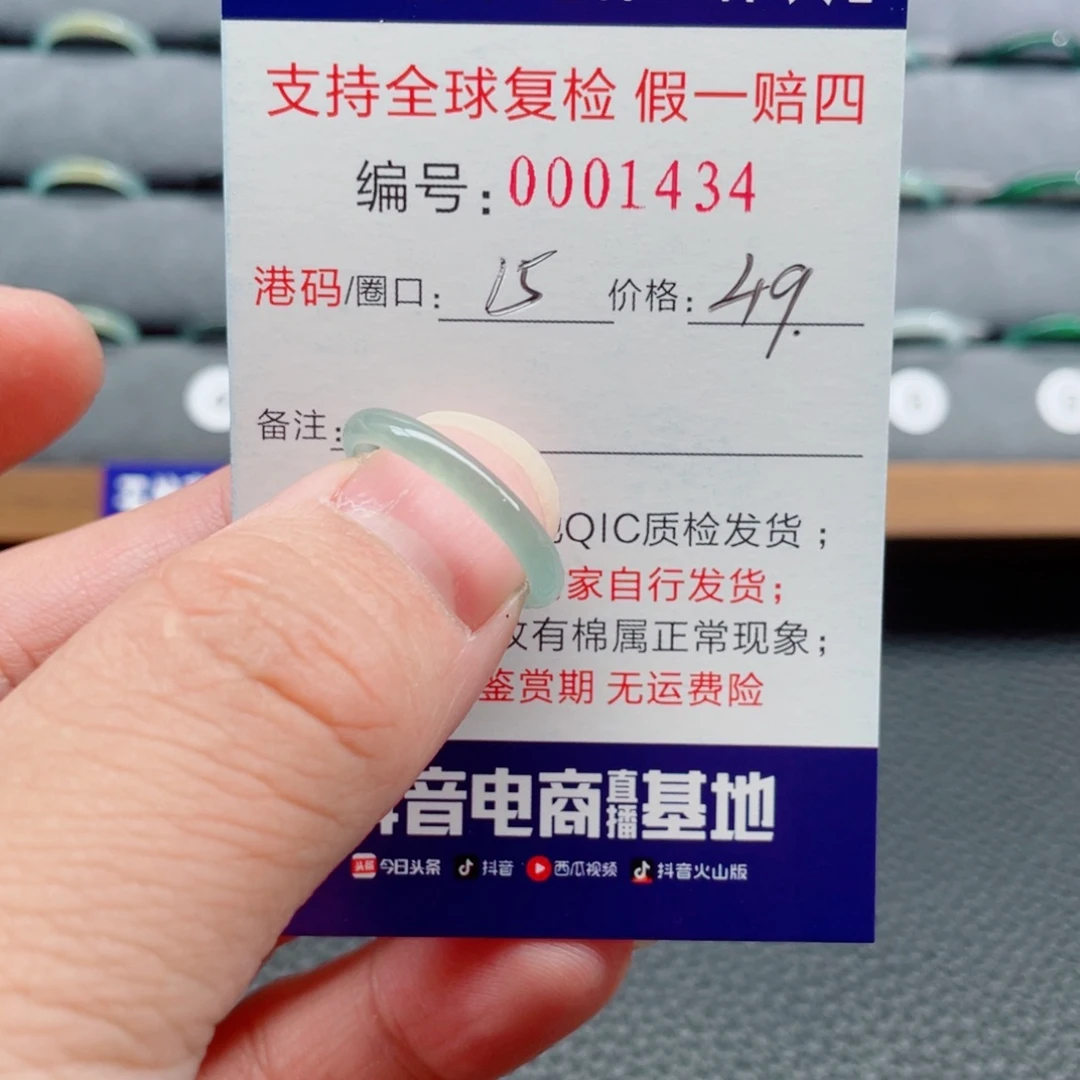 支持全球复检 假一赔四
编号：0001434
港码/圈口： 15 价格： 49.
备注：
QIC质检发货；
家自行发货；
有棉属正常现象；
鉴赏期 无运费险
音电商直播基地
头条 今日头条 抖音 西瓜视频 抖音火山版